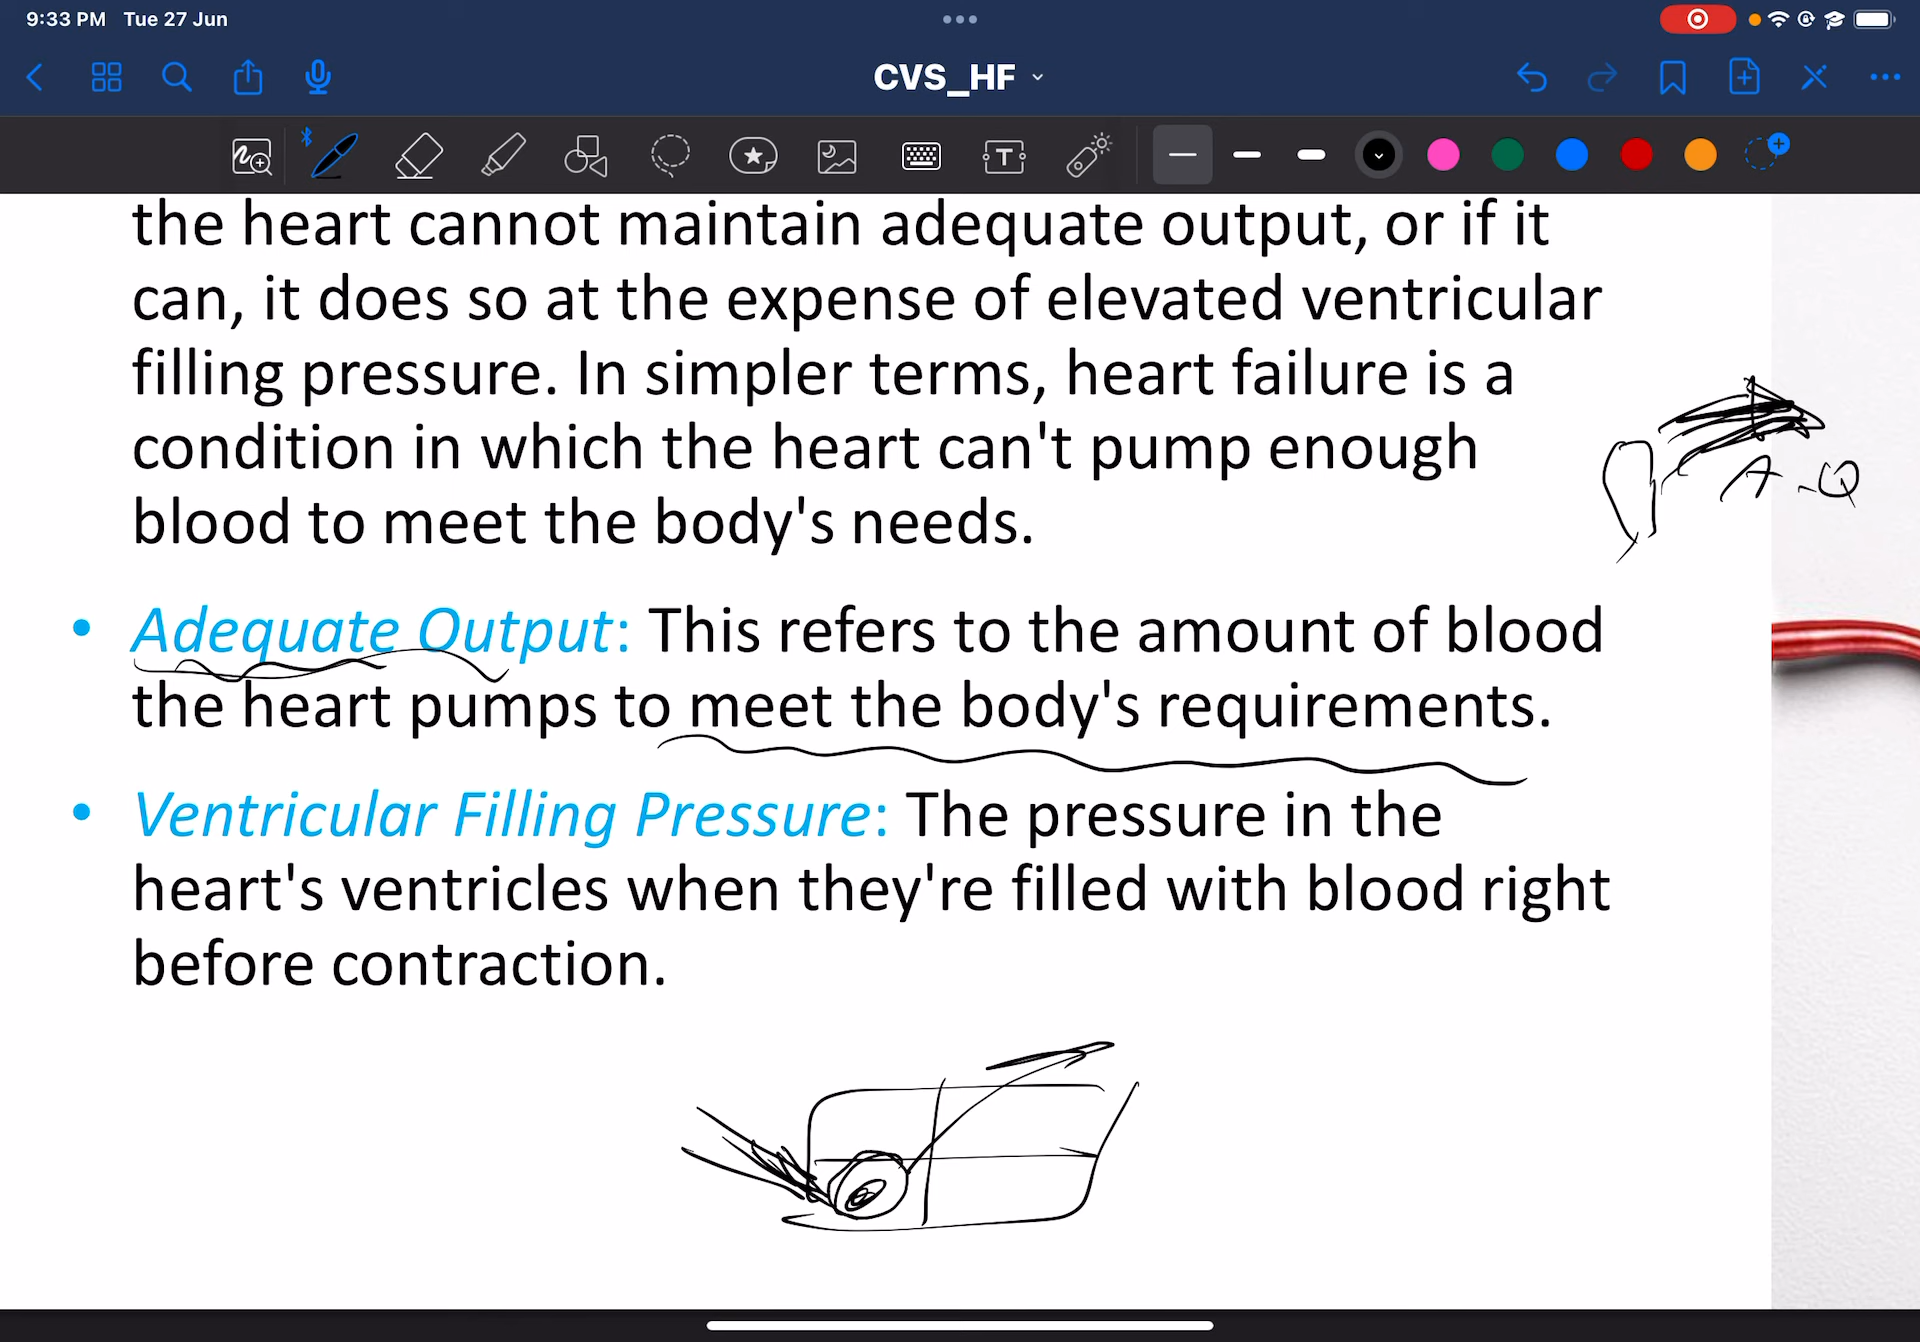 9:33 PM Tue 27 Jun
CVS_HF
the heart cannot maintain adequate output, or if it
can, it does so at the expense of elevated ventricular
filling pressure. In simpler terms, heart failure is a
condition in which the heart can't pump enough
blood to meet the body's needs.
A-Q
• Adequate Output: This refers to the amount of blood
the heart pumps to meet the body's requirements.
• Ventricular Filling Pressure: The pressure in the
heart's ventricles when they're filled with blood right
before contraction.